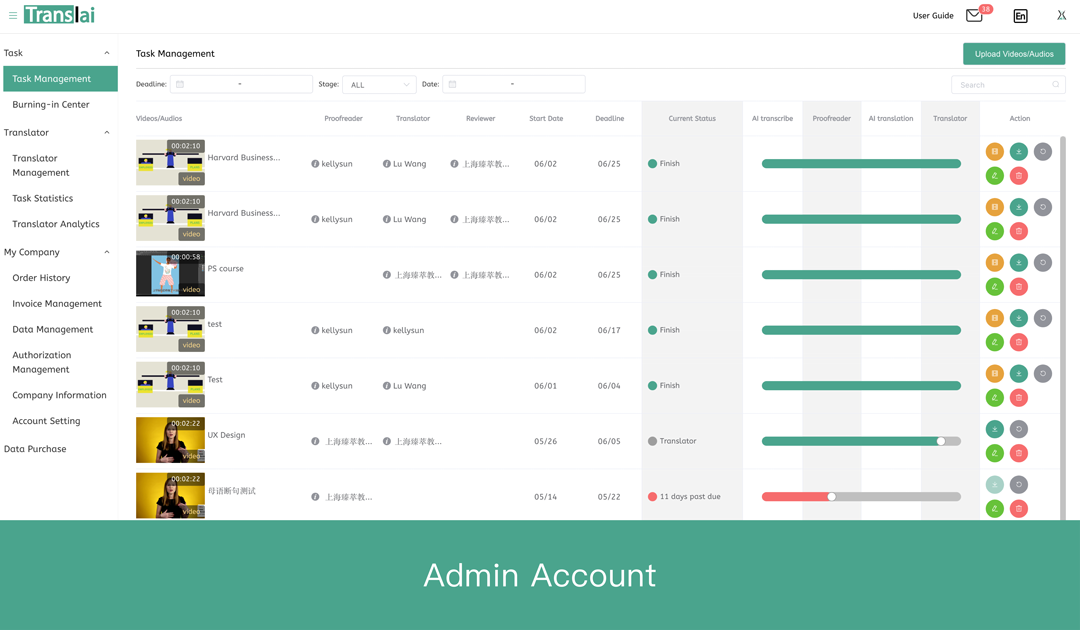 Translai
User Guide
18
En
Task
Task Management
Burning-in Center
Translator
Translator
Management
Task Statistics
Translator Analytics
My Company
Order History
Invoice Management
Data Management
Authorization
Management
Company Information
Account Setting
Data Purchase
Task Management
Upload Videos/Audios
Deadline: - Stage: ALL Date: -
Search
Videos/Audios Proofreader Translator Reviewer Start Date Deadline Current Status AI transcribe Proofreader AI translation Translator Action
00:02:10
video
Harvard Business... kellysun Lu Wang 上海臻萃教... 06/02 06/25 Finish
00:02:10
video
Harvard Business... kellysun Lu Wang 上海臻萃教... 06/02 06/25 Finish
00:00:58
video
PS course 上海臻萃教... 上海臻萃教... 06/02 06/25 Finish
00:02:10
video
test kellysun kellysun 06/02 06/17 Finish
00:02:10
video
Test kellysun Lu Wang 06/01 06/04 Finish
00:02:22
video
UX Design 上海臻萃教... 上海臻萃教... 05/26 06/05 Translator
00:02:22
video
母语断句测试 上海臻萃教... 05/14 05/22 11 days past due
Admin Account